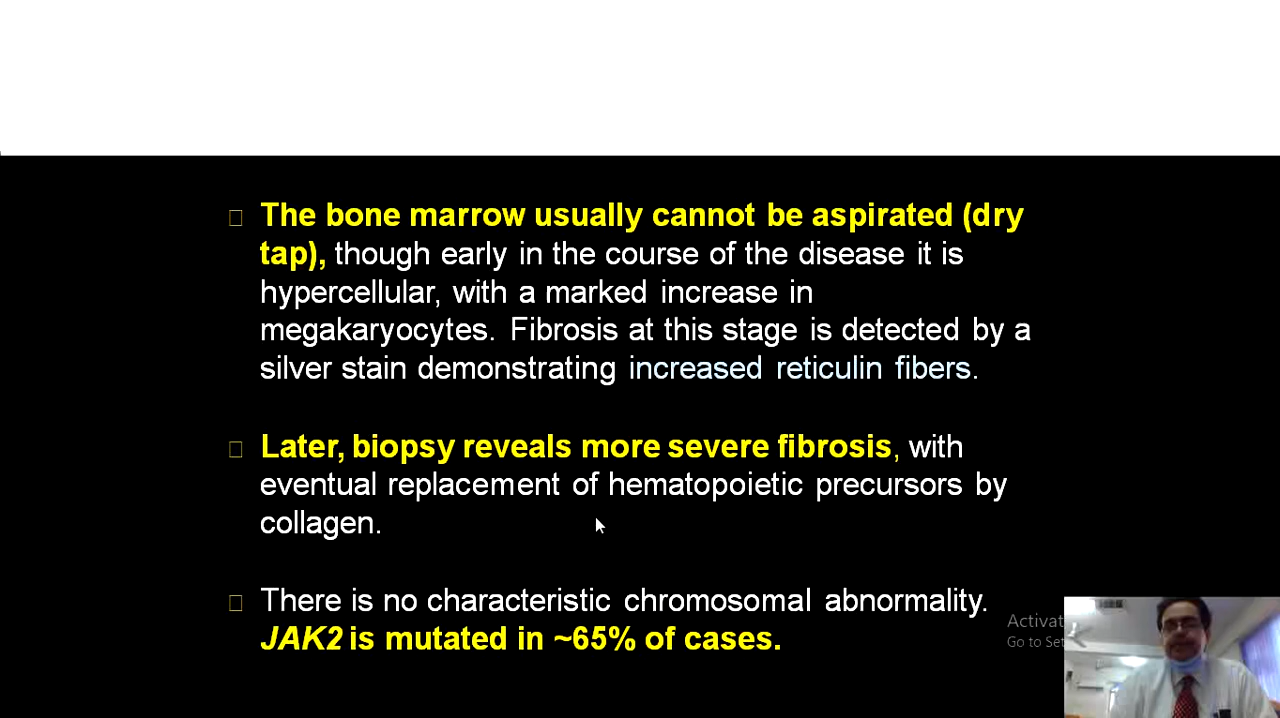 The bone marrow usually cannot be aspirated (dry
tap), though early in the course of the disease it is
hypercellular, with a marked increase in
megakaryocytes. Fibrosis at this stage is detected by a
silver stain demonstrating increased reticulin fibers.
Later, biopsy reveals more severe fibrosis, with
eventual replacement of hematopoietic precursors by
collagen.
There is no characteristic chromosomal abnormality.
JAK2 is mutated in ~65% of cases.
Activat
Go to Set